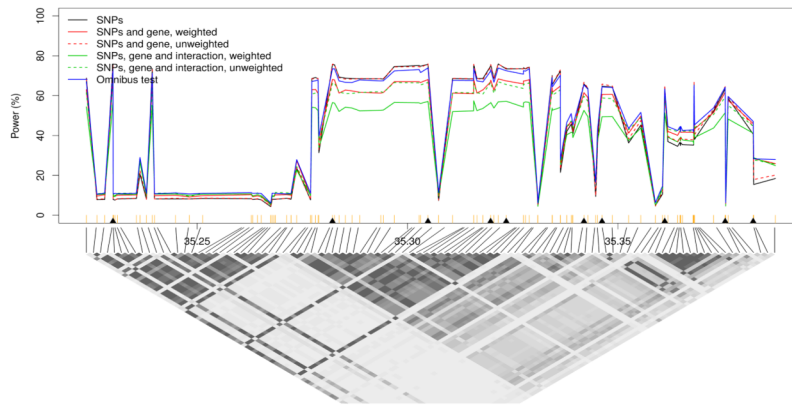 100
80
60
40
20
0
Power (%)
SNPs
SNPs and gene, weighted
SNPs and gene, unweighted
SNPs, gene and interaction, weighted
SNPs, gene and interaction, unweighted
Omnibus test
35.25
35.30
35.35